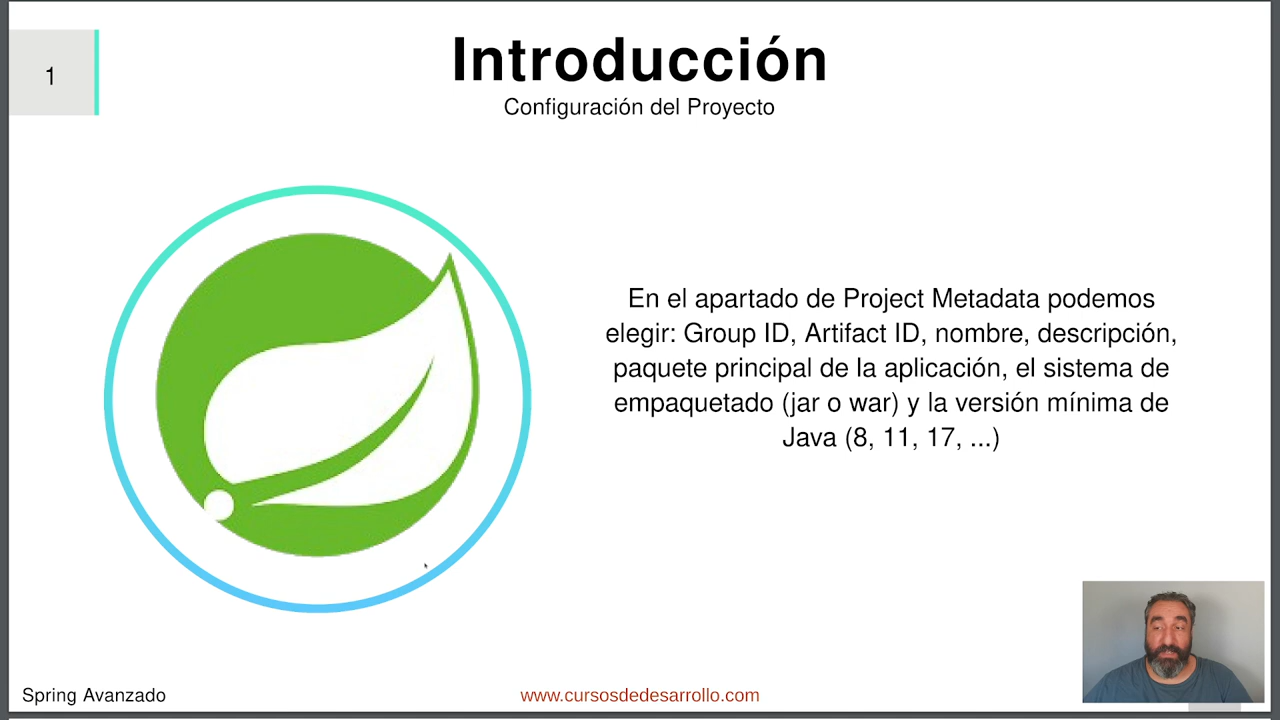 1
Introducción
Configuración del Proyecto
En el apartado de Project Metadata podemos
elegir: Group ID, Artifact ID, nombre, descripción,
paquete principal de la aplicación, el sistema de
empaquetado (jar o war) y la versión mínima de
Java (8, 11, 17, ...)
Spring Avanzado
www.cursosdedesarrollo.com